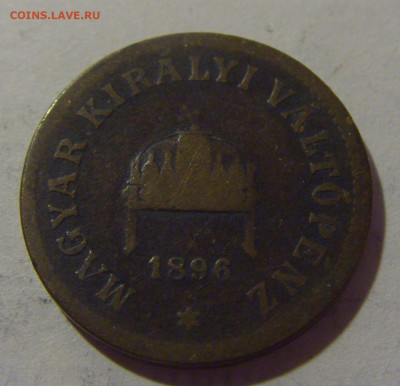 COINS.LAVE.RU
MAGYAR KIRÁLYI VÁLTÓPÉNZ
1896